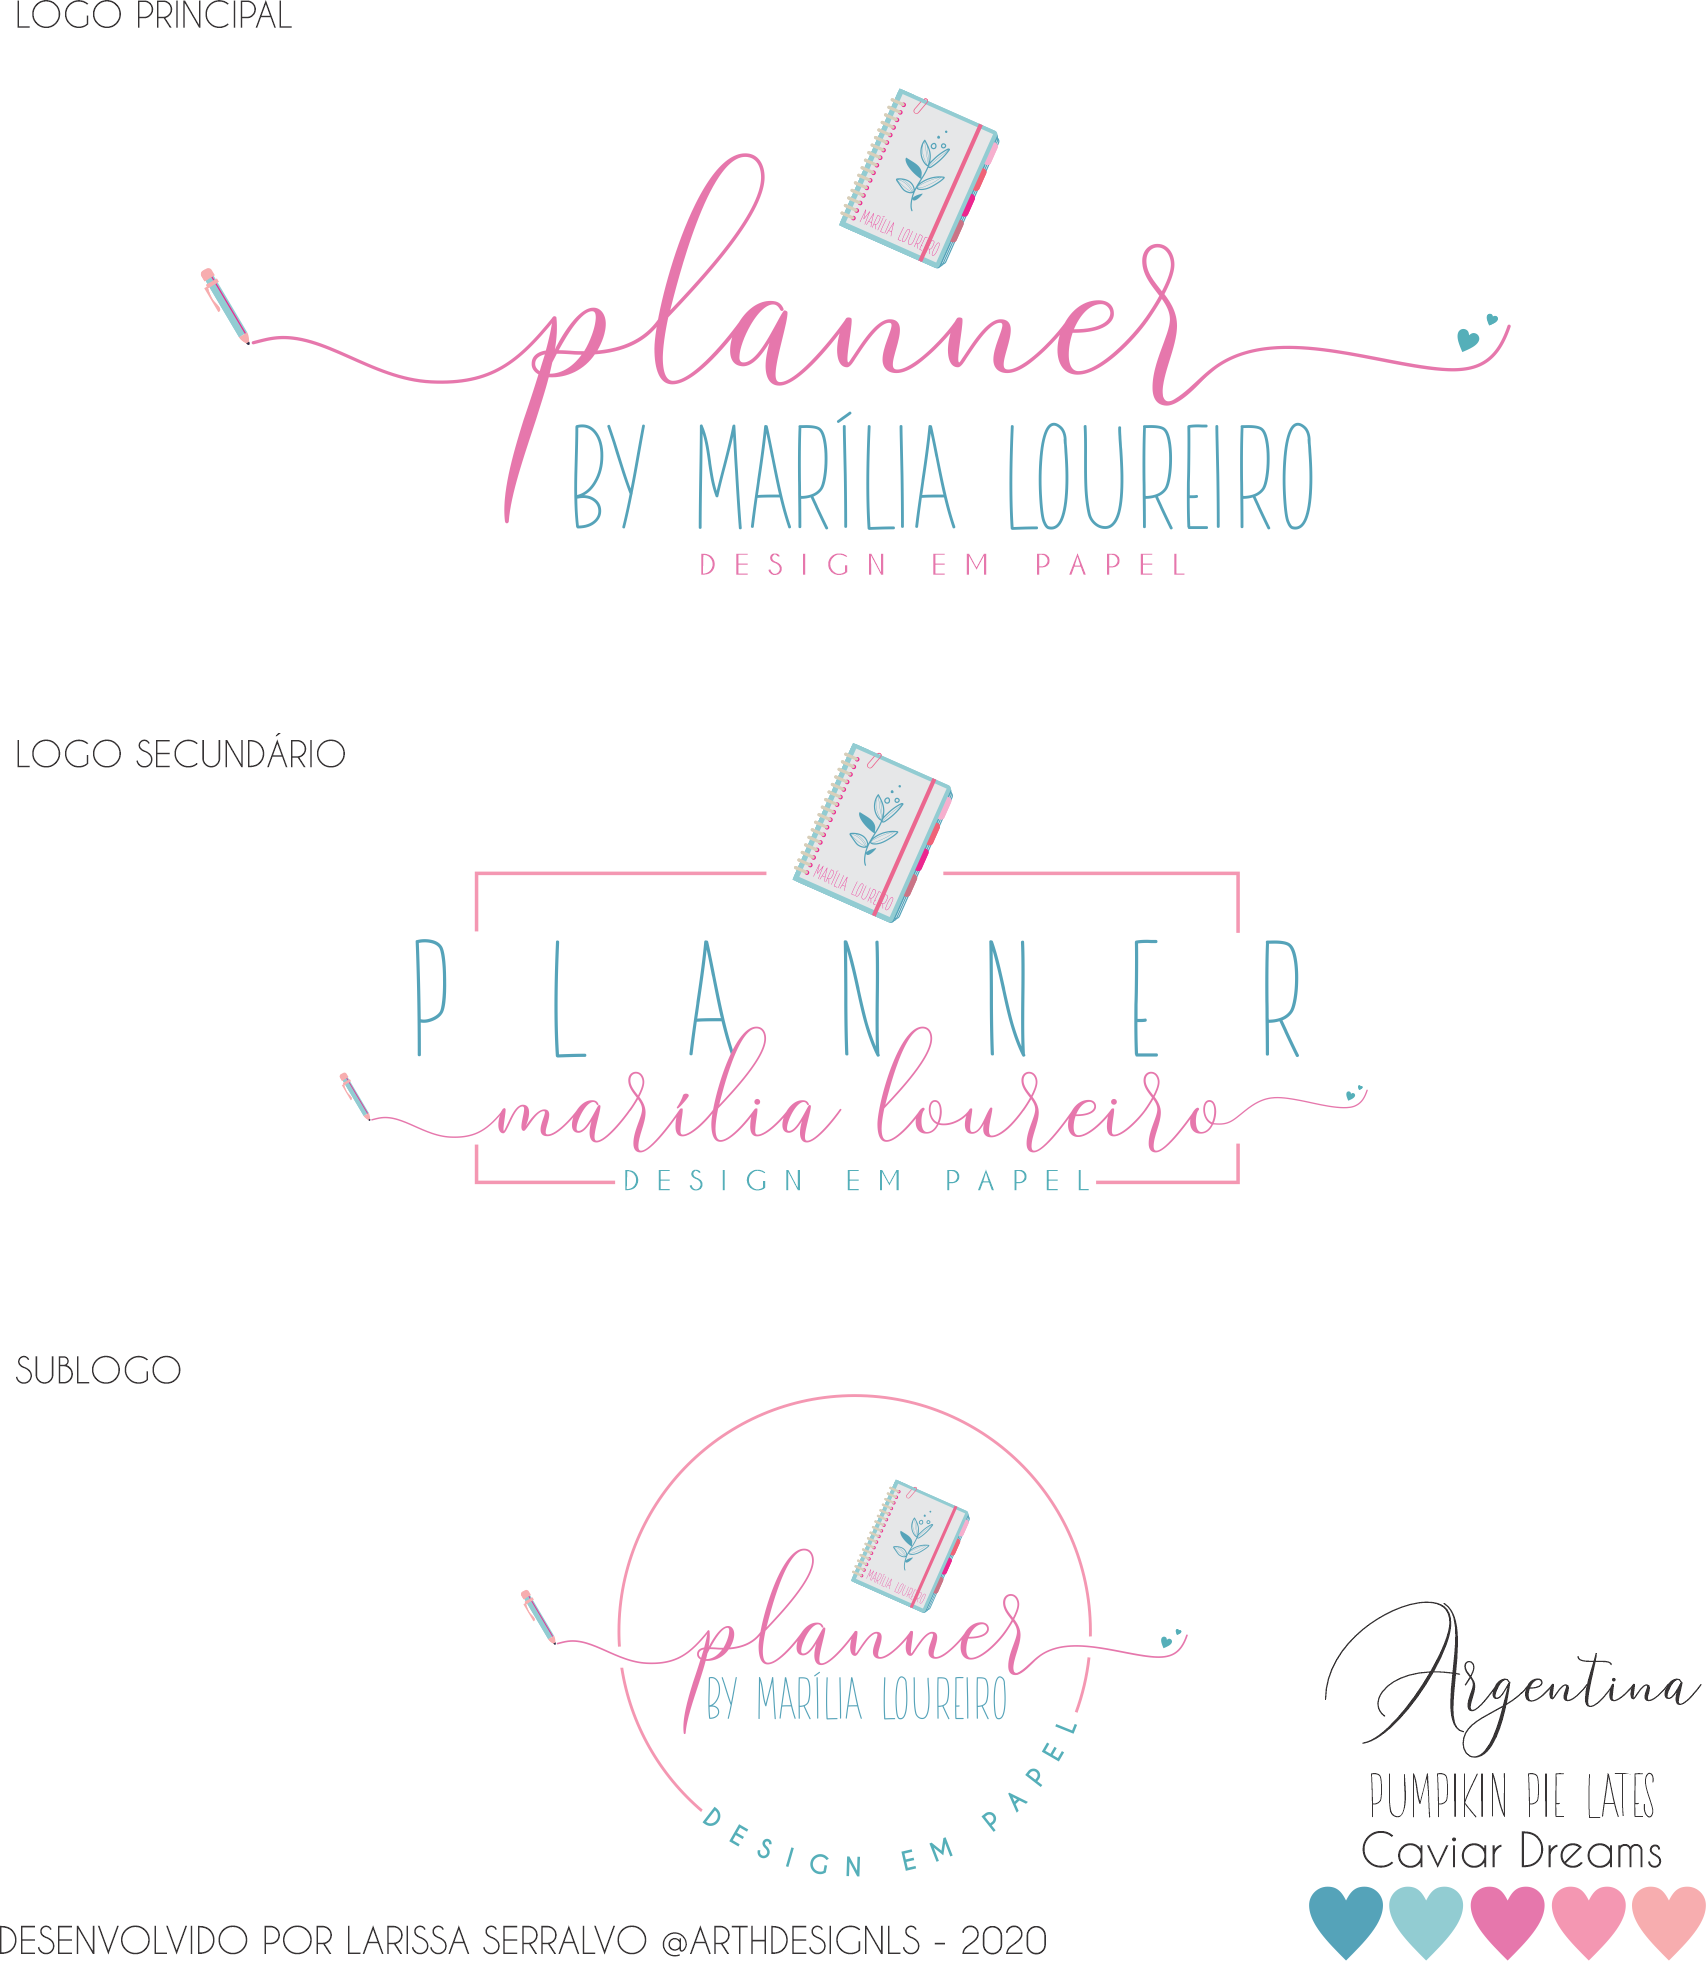 LOGO PRINCIPAL
MARÍLIA LOUREIRO
planner
BY MARÍLIA LOUREIRO
DESIGN EM PAPEL
LOGO SECUNDÁRIO
MARÍLIA LOUREIRO
PLANNER
marília loureiro
DESIGN EM PAPEL
SUBLOGO
MARÍLIA LOUREIRO
planner
BY MARÍLIA LOUREIRO
DESIGN EM PAPEL
Argentina
PUMPIKIN PIE LATES
Caviar Dreams
DESENVOLVIDO POR LARISSA SERRALVO @ARTHDESIGNLS - 2020